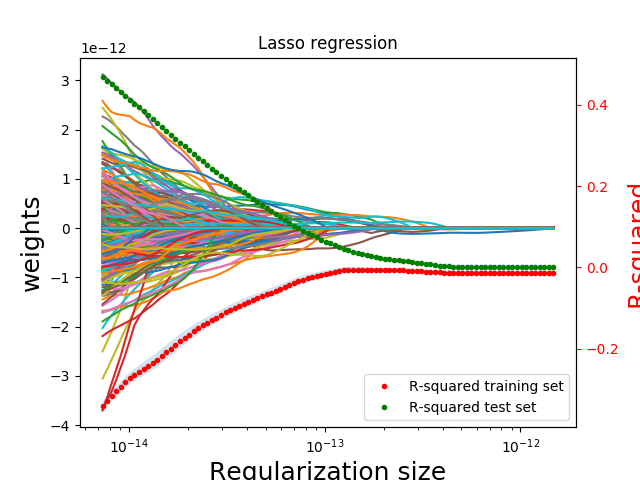 Lasso regression
1e−12
3
2
1
0
−1
−2
−3
−4
weights
0.4
0.2
0.0
−0.2
R-squared
R-squared training set
R-squared test set
10⁻¹⁴
10⁻¹³
10⁻¹²
Regularization size